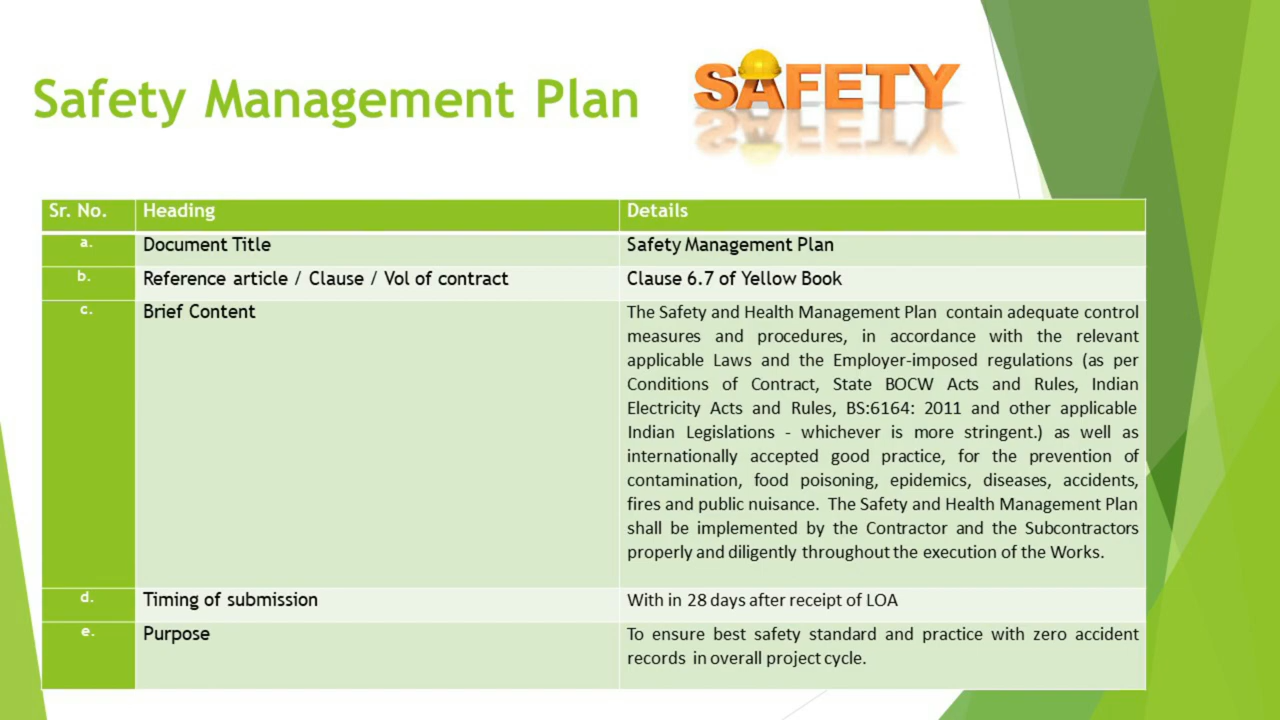 Safety Management Plan
SAFETY
Sr. No. Heading Details
a. Document Title Safety Management Plan
b. Reference article / Clause / Vol of contract Clause 6.7 of Yellow Book
c. Brief Content The Safety and Health Management Plan contain adequate control
measures and procedures, in accordance with the relevant
applicable Laws and the Employer-imposed regulations (as per
Conditions of Contract, State BOCW Acts and Rules, Indian
Electricity Acts and Rules, BS:6164: 2011 and other applicable
Indian Legislations - whichever is more stringent.) as well as
internationally accepted good practice, for the prevention of
contamination, food poisoning, epidemics, diseases, accidents,
fires and public nuisance. The Safety and Health Management Plan
shall be implemented by the Contractor and the Subcontractors
properly and diligently throughout the execution of the Works.
d. Timing of submission With in 28 days after receipt of LOA
e. Purpose To ensure best safety standard and practice with zero accident
records in overall project cycle.